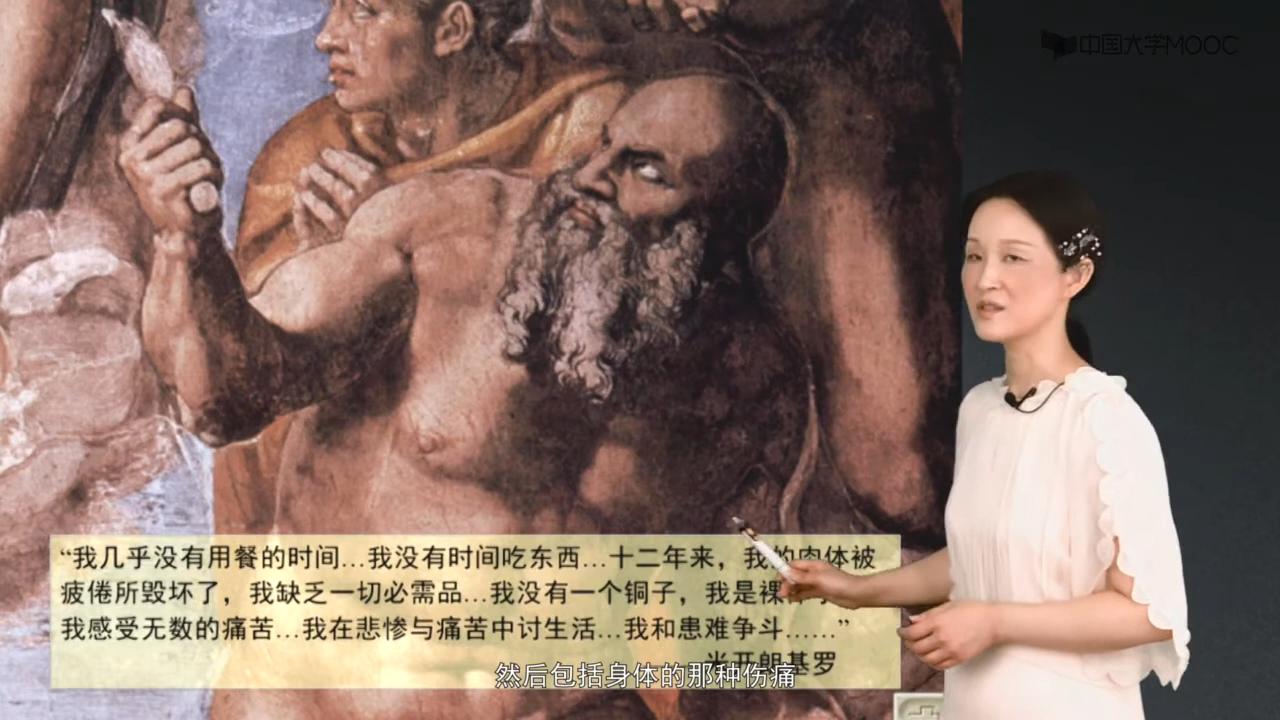 中国大学MOOC
“我几乎没有用餐的时间…我没有时间吃东西…十二年来，我的肉体被
疲倦所毁坏了，我缺乏一切必需品…我没有一个铜子，我是裸
我感受无数的痛苦…我在悲惨与痛苦中讨生活…我和患难争斗……”
开朗基罗
然后包括身体的那种伤痛